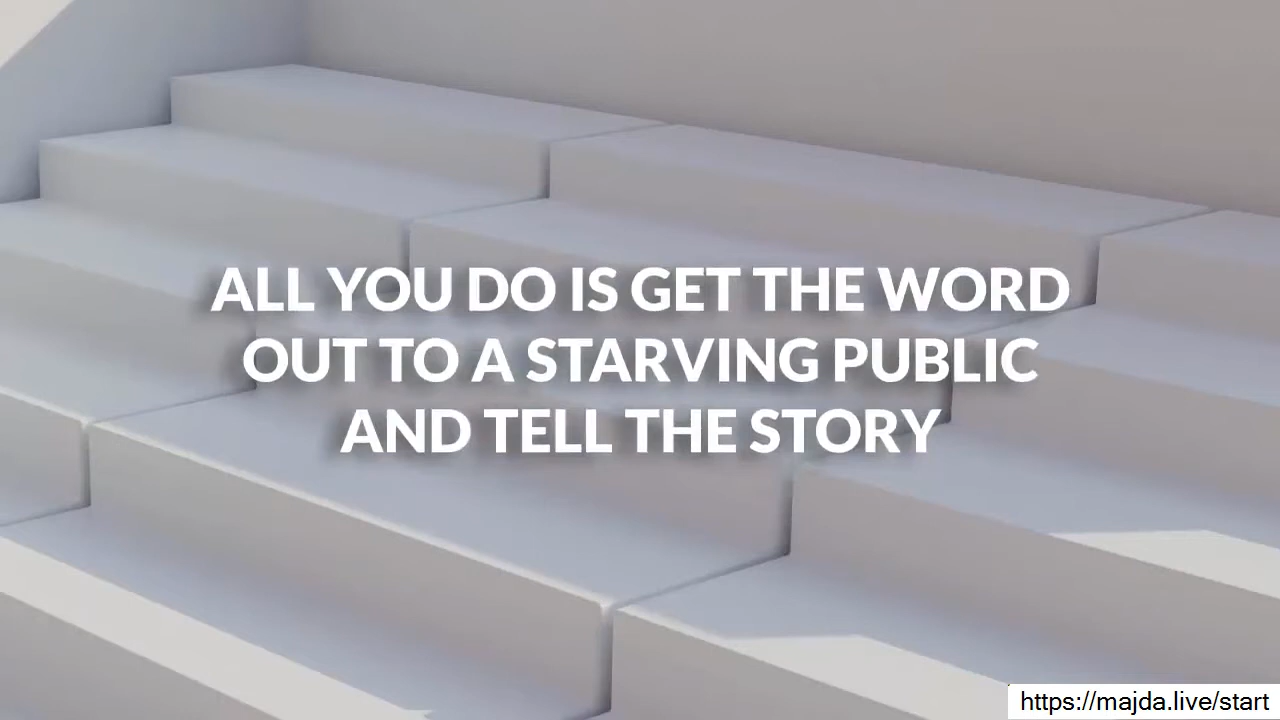 ALL YOU DO IS GET THE WORD
OUT TO A STARVING PUBLIC
AND TELL THE STORY
https://majda.live/start